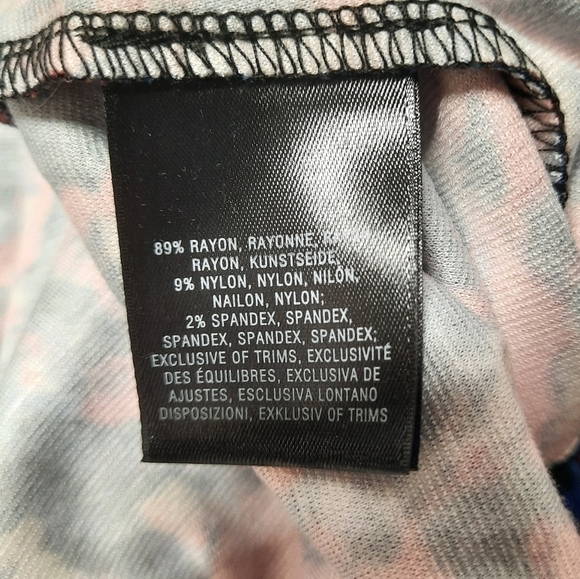 89% RAYON, RAYONNE,
RAYON, KUNSTSEIDE,
9% NYLON, NYLON, NILON,
NAILON, NYLON;
2% SPANDEX, SPANDEX,
SPANDEX, SPANDEX, SPANDEX;
EXCLUSIVE OF TRIMS, EXCLUSIVITÉ
DES ÉQUILIBRES, EXCLUSIVA DE
AJUSTES, ESCLUSIVA LONTANO
DISPOSIZIONI, EXKLUSIV OF TRIMS